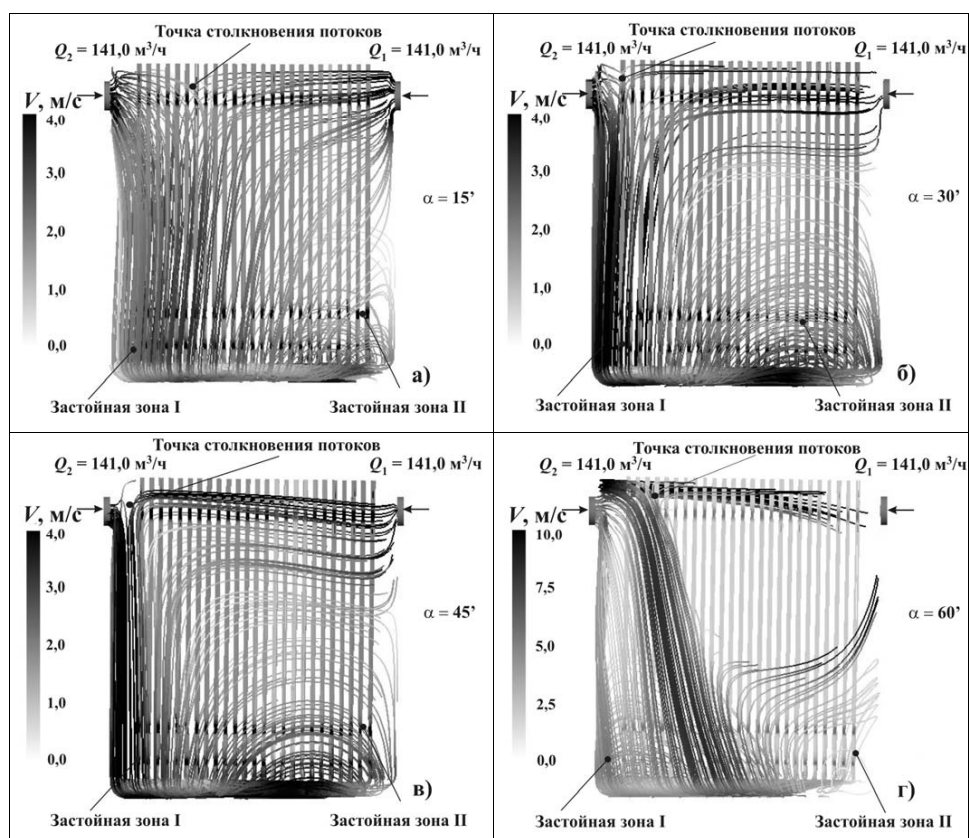 Точка столкновения потоков
Q2 = 141,0 м³/ч
Q1 = 141,0 м³/ч
V, м/с
4,0
3,0
2,0
1,0
0,0
α = 15’
а)
Застойная зона I
Застойная зона II
Точка столкновения потоков
Q2 = 141,0 м³/ч
Q1 = 141,0 м³/ч
V, м/с
4,0
3,0
2,0
1,0
0,0
α = 30’
б)
Застойная зона I
Застойная зона II
Точка столкновения потоков
Q2 = 141,0 м³/ч
Q1 = 141,0 м³/ч
V, м/с
4,0
3,0
2,0
1,0
0,0
α = 45’
в)
Застойная зона I
Застойная зона II
Точка столкновения потоков
Q2 = 141,0 м³/ч
Q1 = 141,0 м³/ч
V, м/с
10,0
7,5
5,0
2,5
0,0
α = 60’
г)
Застойная зона I
Застойная зона II